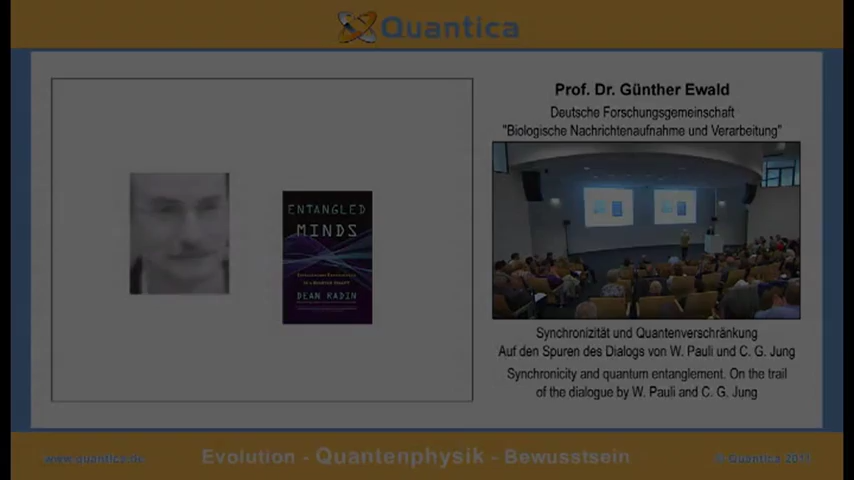 Quantica
Prof. Dr. Günther Ewald
Deutsche Forschungsgemeinschaft
"Biologische Nachrichtenaufnahme und Verarbeitung"
ENTANGLED
MINDS
DEAN RADIN
Synchronizität und Quantenverschränkung
Auf den Spuren des Dialogs von W. Pauli und C. G. Jung
Synchronicity and quantum entanglement. On the trail
of the dialogue by W. Pauli and C. G. Jung
www.quantica.de
Evolution - Quantenphysik - Bewusstsein
© Quantica